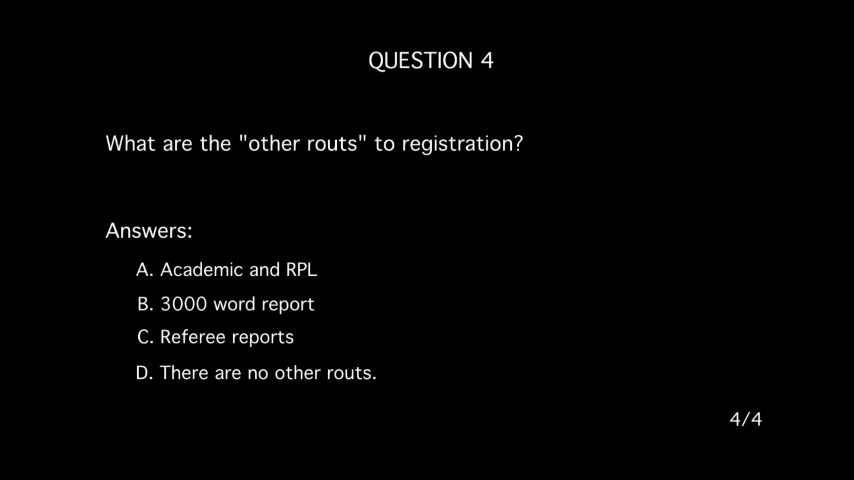 QUESTION 4
What are the "other routs" to registration?
Answers:
A. Academic and RPL
B. 3000 word report
C. Referee reports
D. There are no other routs.
4/4